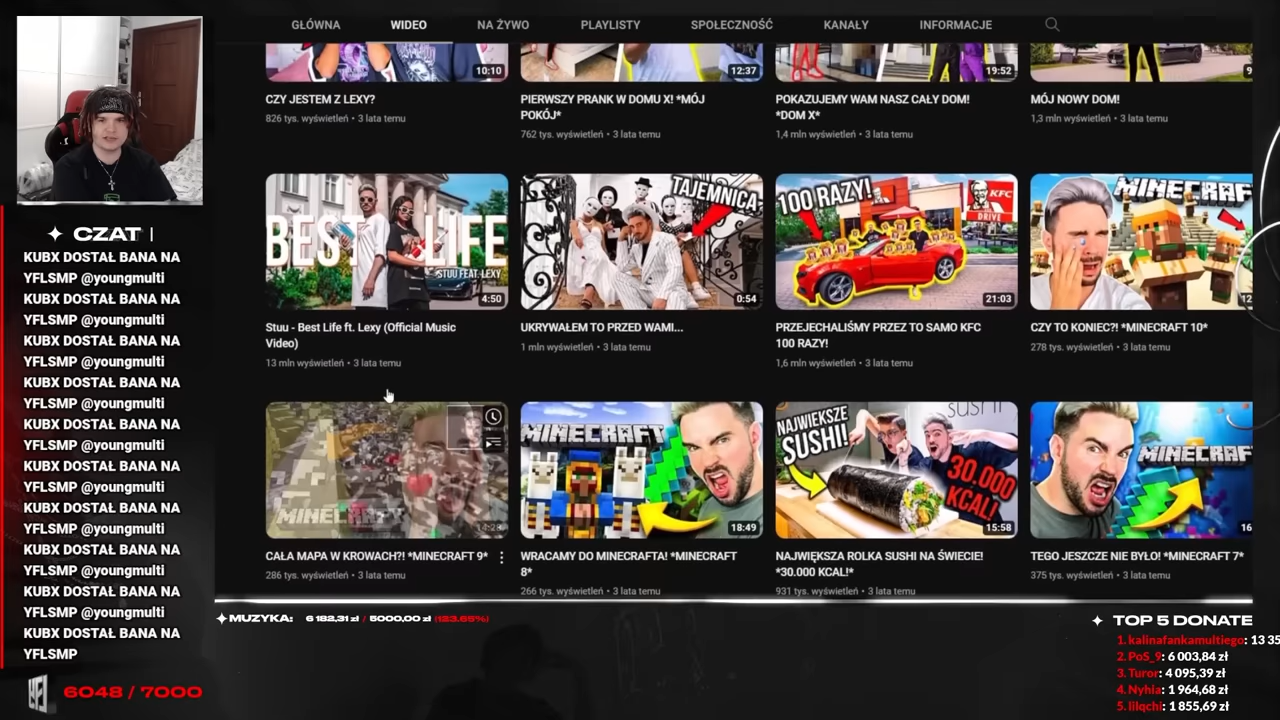 GŁÓWNA WIDEO NA ŻYWO PLAYLISTY SPOŁECZNOŚĆ KANAŁY INFORMACJE
10:10 12:37 19:52 9
CZY JESTEM Z LEXY?
826 tys. wyświetleń • 3 lata temu
PIERWSZY PRANK W DOMU X! *MÓJ
POKÓJ*
762 tys. wyświetleń • 3 lata temu
POKAZUJEMY WAM NASZ CAŁY DOM!
*DOM X*
1,4 mln wyświetleń • 3 lata temu
MÓJ NOWY DOM!
1,3 mln wyświetleń • 3 lata temu
BEST LIFE
STUU FEAT. LEXY
4:50
Stuu - Best Life ft. Lexy (Official Music
Video)
13 mln wyświetleń • 3 lata temu
TAJEMNICA
0:54
UKRYWAŁEM TO PRZED WAMI...
1 mln wyświetleń • 3 lata temu
100 RAZY!
KFC
DRIVE
21:03
PRZEJECHALIŚMY PRZEZ TO SAMO KFC
100 RAZY!
1,6 mln wyświetleń • 3 lata temu
MINECRAF
12
CZY TO KONIEC?! *MINECRAFT 10*
278 tys. wyświetleń • 3 lata temu
MINECRAFT
CAŁA MAPA W KROWACH?! *MINECRAFT 9*
286 tys. wyświetleń • 3 lata temu
MINECRAFT
18:49
WRACAMY DO MINECRAFTA! *MINECRAFT
8*
266 tys. wyświetleń • 3 lata temu
NAJWIĘKSZE
SUSHI!
sushi
30.000
KCAL!
15:58
NAJWIĘKSZA ROLKA SUSHI NA ŚWIECIE!
*30.000 KCAL!*
931 tys. wyświetleń • 3 lata temu
MINECRAF
16
TEGO JESZCZE NIE BYŁO! *MINECRAFT 7*
375 tys. wyświetleń • 3 lata temu
CZAT |
KUBX DOSTAŁ BANA NA
YFLSMP @youngmulti
KUBX DOSTAŁ BANA NA
YFLSMP @youngmulti
KUBX DOSTAŁ BANA NA
YFLSMP @youngmulti
KUBX DOSTAŁ BANA NA
YFLSMP @youngmulti
KUBX DOSTAŁ BANA NA
YFLSMP @youngmulti
KUBX DOSTAŁ BANA NA
YFLSMP @youngmulti
KUBX DOSTAŁ BANA NA
YFLSMP @youngmulti
KUBX DOSTAŁ BANA NA
YFLSMP @youngmulti
KUBX DOSTAŁ BANA NA
YFLSMP @youngmulti
KUBX DOSTAŁ BANA NA
YFLSMP
YFL 6048 / 7000
MUZYKA: 6 182,31 zł / 5000,00 zł (123.65%)
TOP 5 DONATE
1. kalinafankamultiego: 13 35
2. PoS_9: 6 003,84 zł
3. Turor: 4 095,39 zł
4. Nyhia: 1 964,68 zł
5. lilqchi: 1 855,69 zł